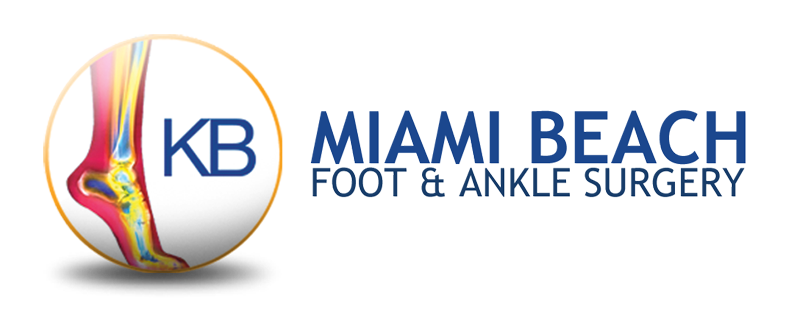 KB
MIAMI BEACH
FOOT & ANKLE SURGERY